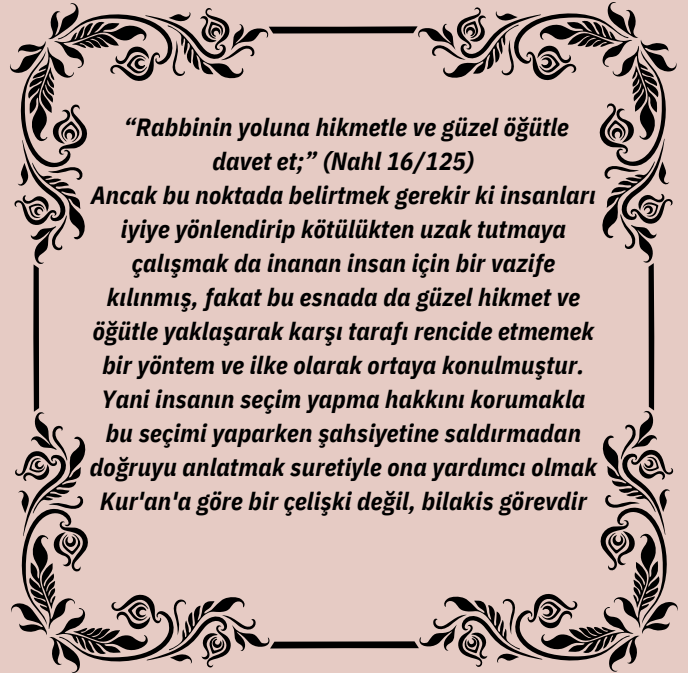 “Rabbinin yoluna hikmetle ve güzel öğütle
davet et;” (Nahl 16/125)
Ancak bu noktada belirtmek gerekir ki insanları
iyiye yönlendirip kötülükten uzak tutmaya
çalışmak da inanan insan için bir vazife
kılınmış, fakat bu esnada da güzel hikmet ve
öğütle yaklaşarak karşı tarafı rencide etmemek
bir yöntem ve ilke olarak ortaya konulmuştur.
Yani insanın seçim yapma hakkını korumakla
bu seçimi yaparken şahsiyetine saldırmadan
doğruyu anlatmak suretiyle ona yardımcı olmak
Kur'an'a göre bir çelişki değil, bilakis görevdir